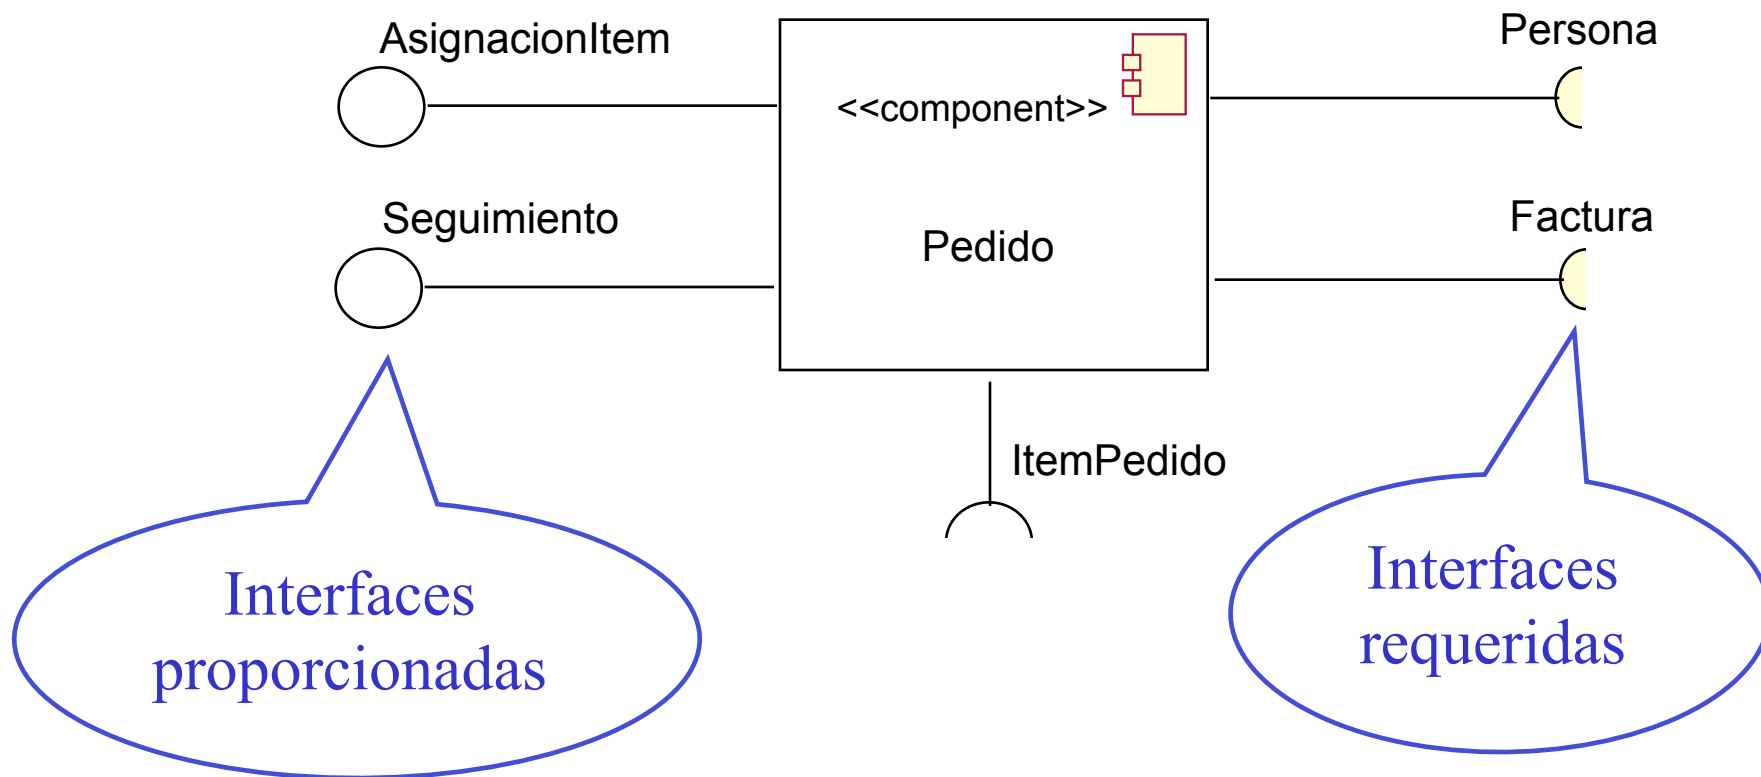 AsignacionItem
Persona
<<component>>
Seguimiento
Factura
Pedido
ItemPedido
Interfaces
proporcionadas
Interfaces
requeridas